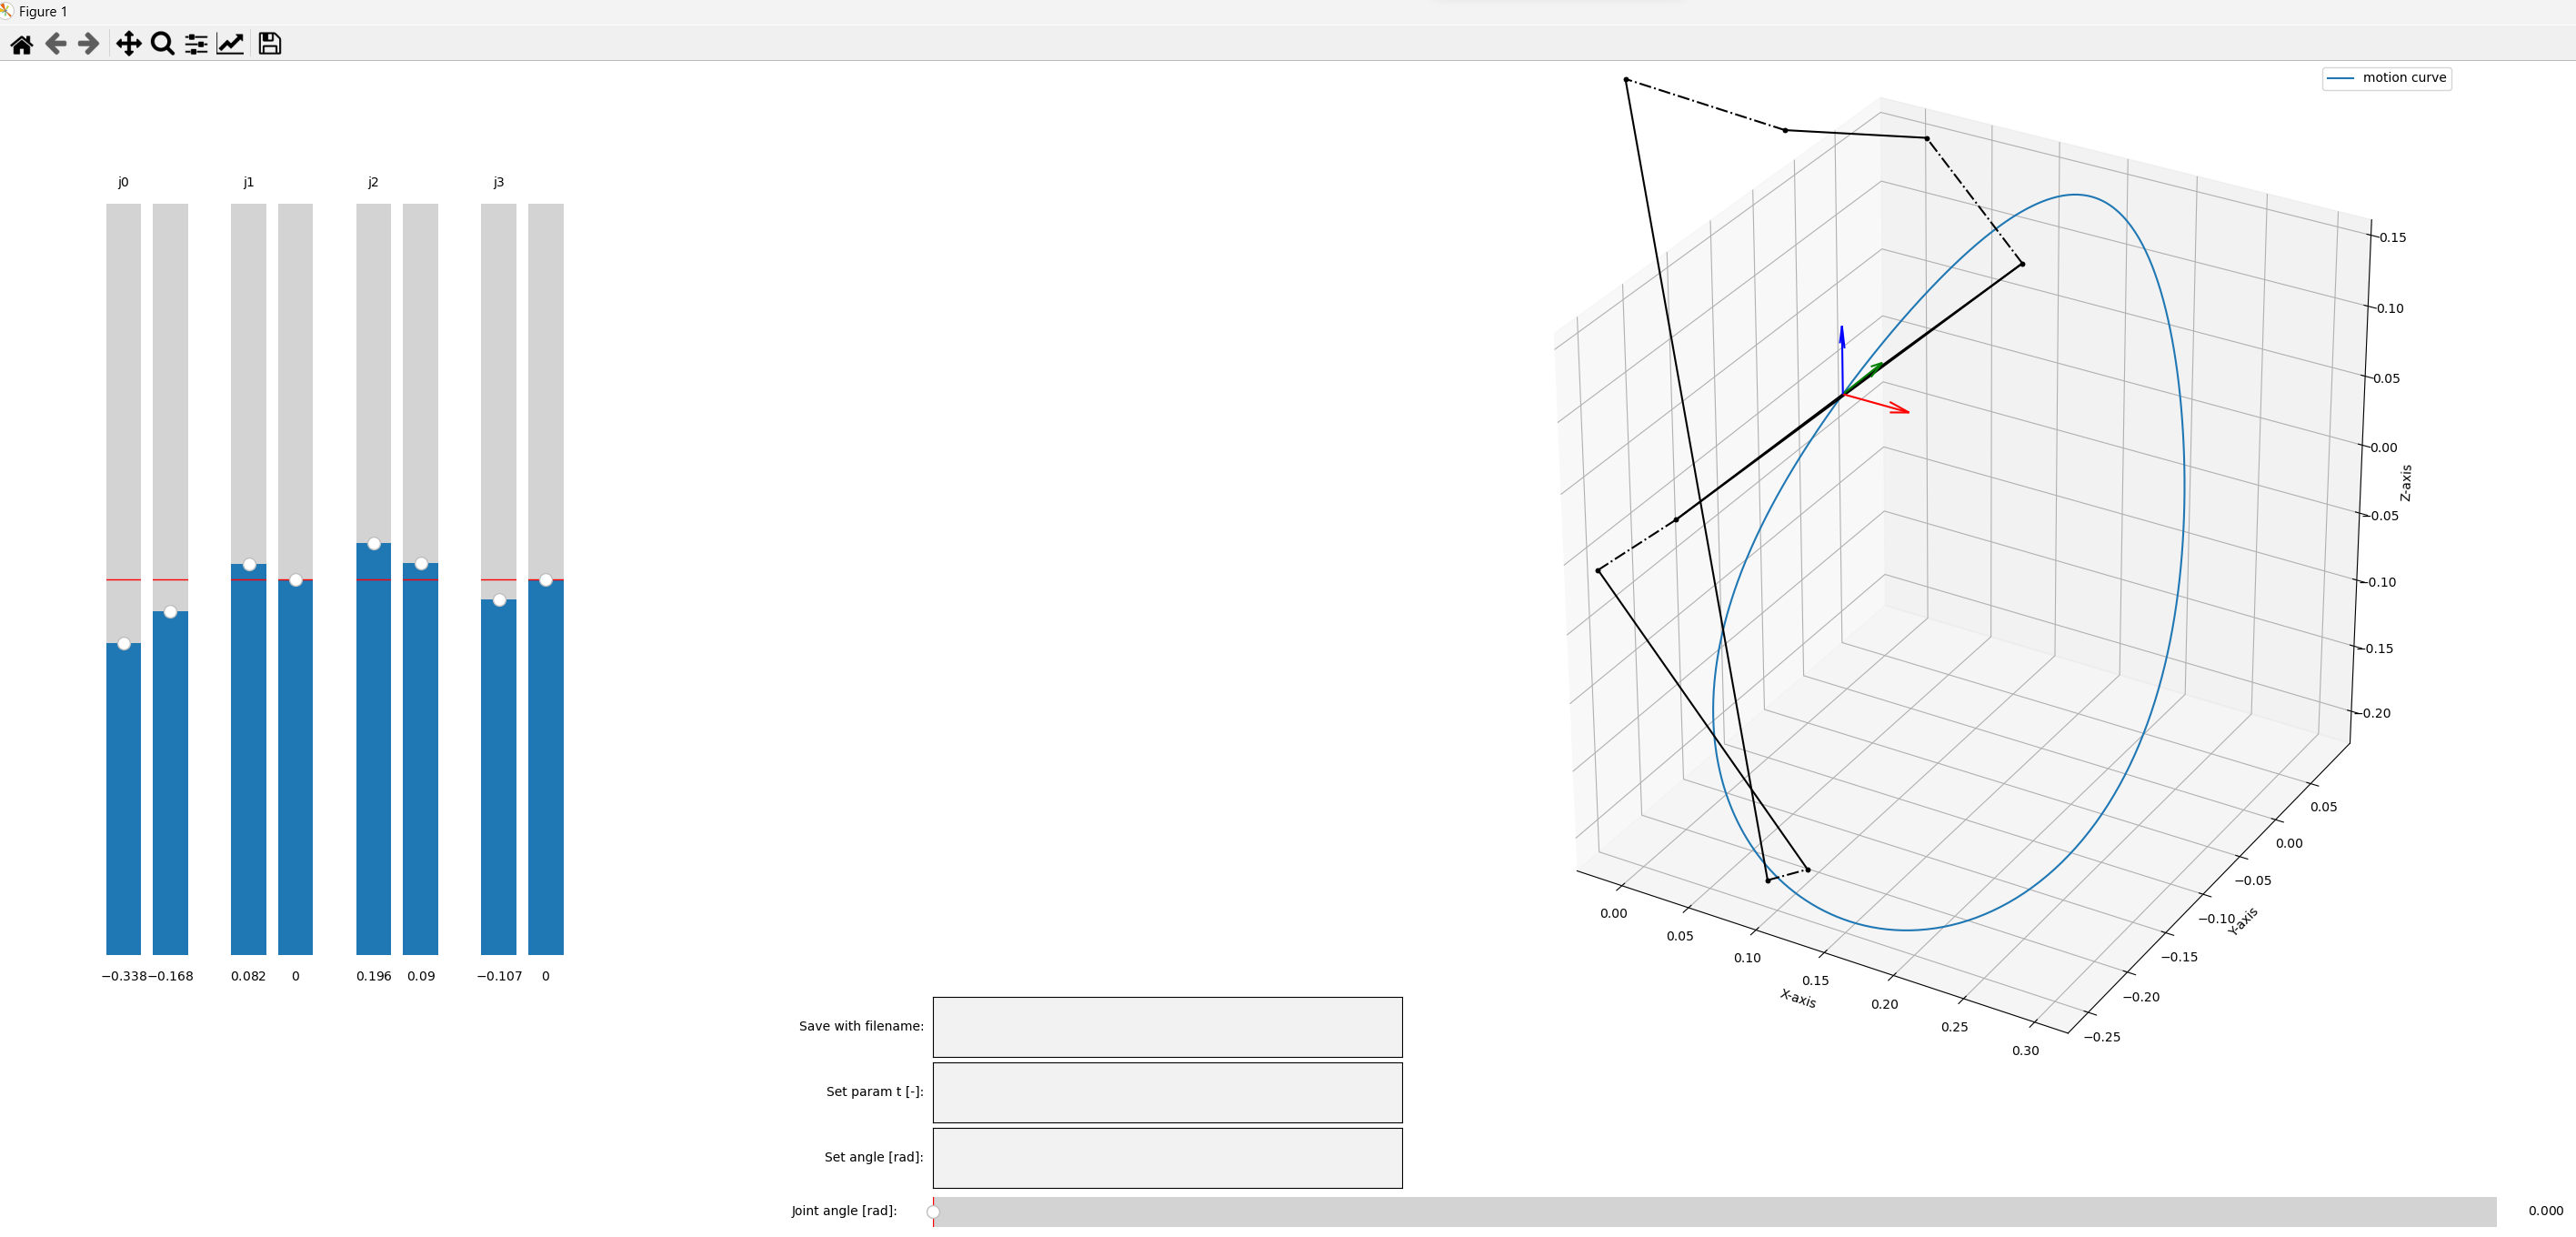 Figure 1
motion curve
j0 j1 j2 j3
−0.338 −0.168 0.082 0 0.196 0.09 −0.107 0
0.15
0.10
0.05
0.00
−0.05
−0.10
−0.15
−0.20
Z-axis
0.05
0.00
−0.05
−0.10
−0.15
−0.20
−0.25
Y-axis
0.00
0.05
0.10
0.15
0.20
0.25
0.30
X-axis
Save with filename:
Set param t [-]:
Set angle [rad]:
Joint angle [rad]: 0.000